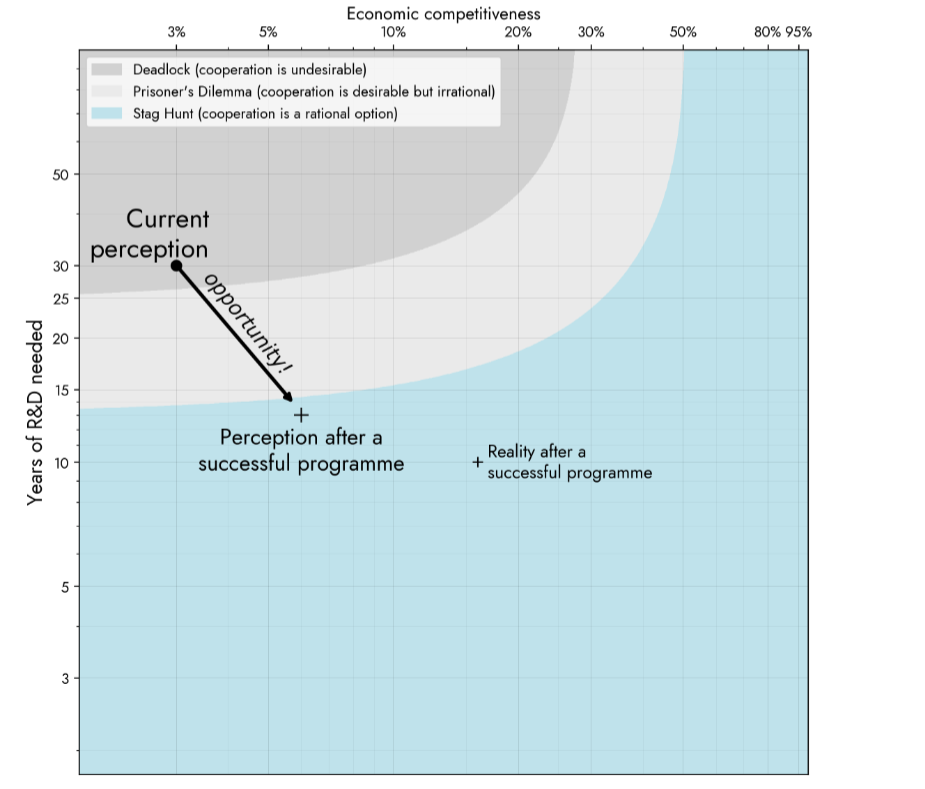 Economic competitiveness
3% 5% 10% 20% 30% 50% 80% 95%
Deadlock (cooperation is undesirable)
Prisoner's Dilemma (cooperation is desirable but irrational)
Stag Hunt (cooperation is a rational option)
50
Current
perception
30
opportunity!
25
20
Years of R&D needed
15
Perception after a
successful programme
10
Reality after a
successful programme
5
3